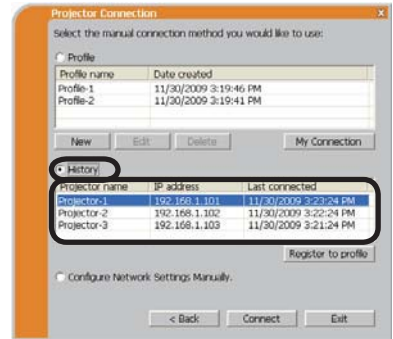 Projector Connection
Select the manual connection method you would like to use:
Profile
Profile name Date created
Profile-1 11/30/2009 3:19:46 PM
Profile-2 11/30/2009 3:19:41 PM
New Edit Delete My Connection
History
Projector name IP address Last connected
Projector-1 192.168.1.101 11/30/2009 3:23:24 PM
Projector-2 192.168.1.102 11/30/2009 3:22:24 PM
Projector-3 192.168.1.103 11/30/2009 3:21:24 PM
Register to profile
Configure Network Settings Manually.
< Back Connect Exit